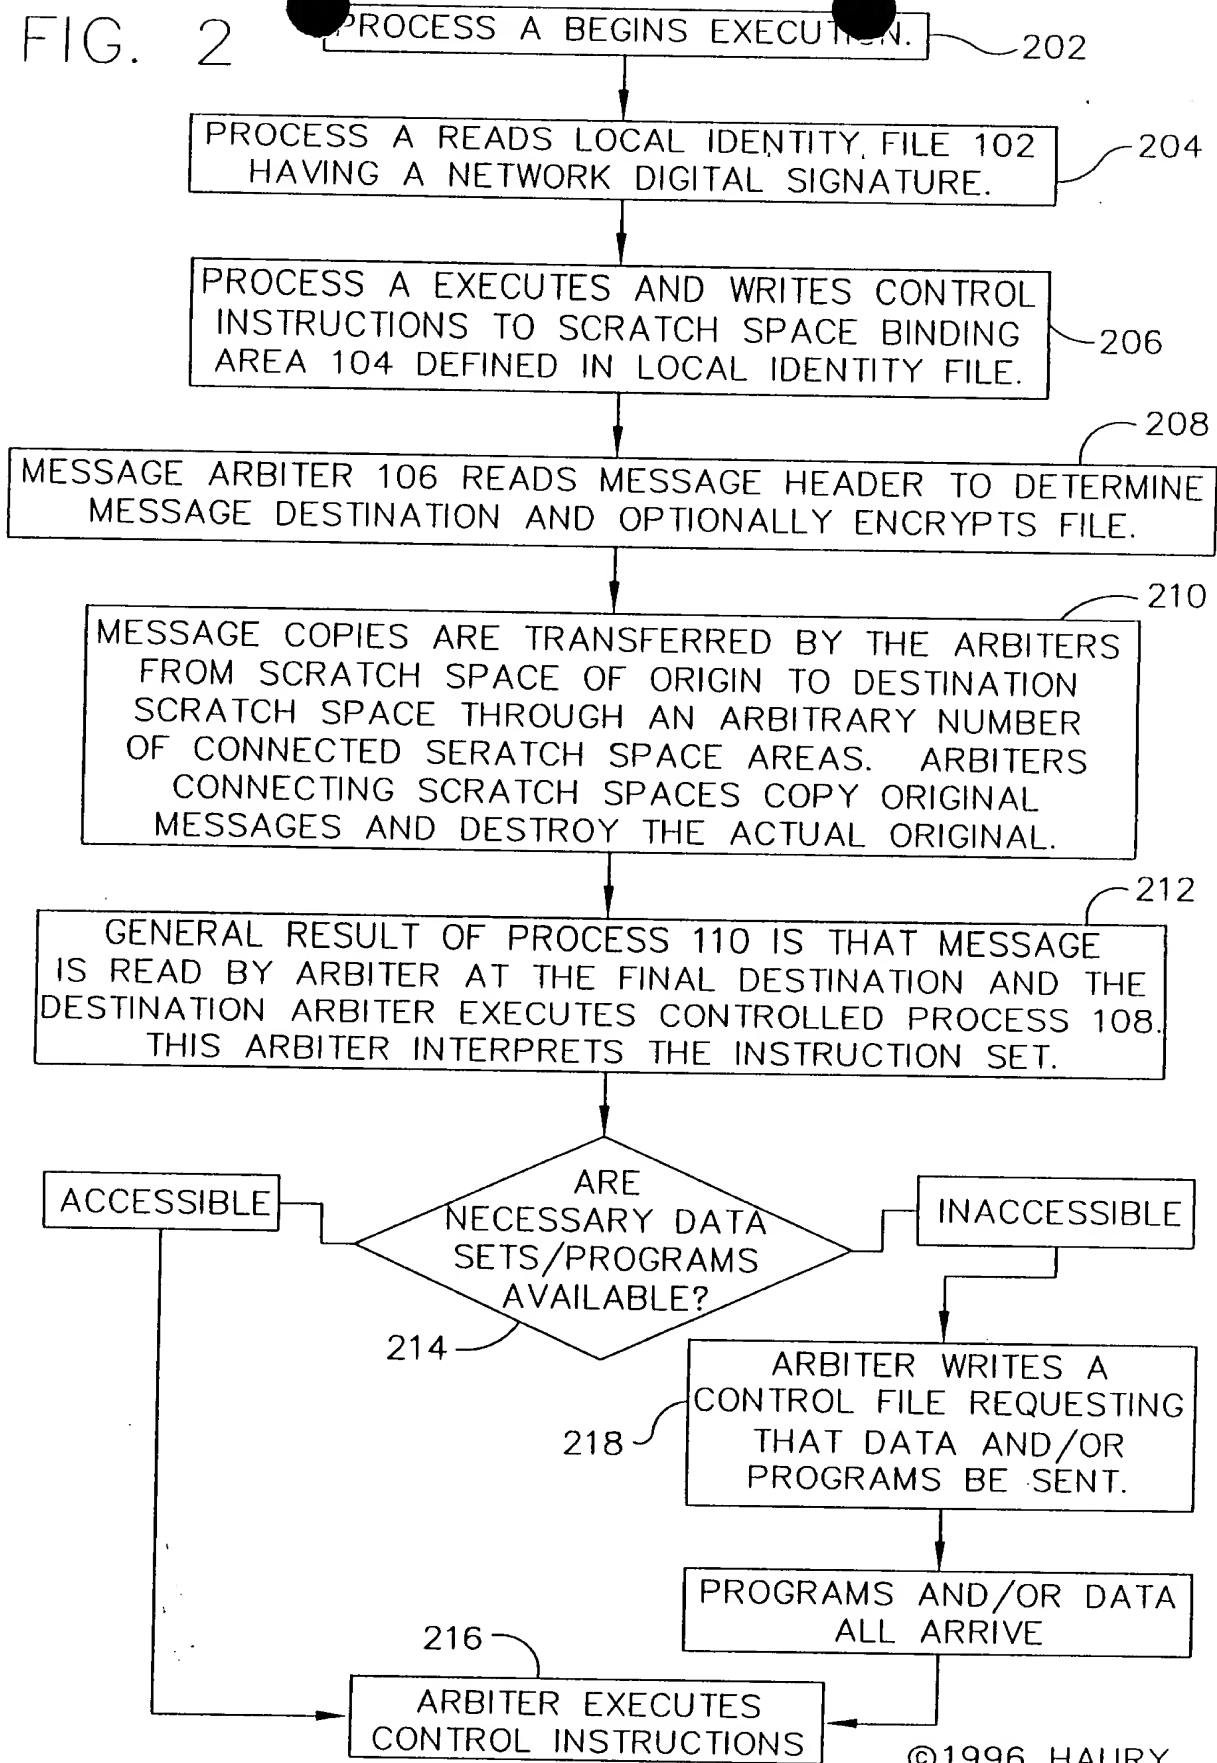 FIG. 2
PROCESS A BEGINS EXECUTION.
202
PROCESS A READS LOCAL IDENTITY FILE 102
HAVING A NETWORK DIGITAL SIGNATURE.
204
PROCESS A EXECUTES AND WRITES CONTROL
INSTRUCTIONS TO SCRATCH SPACE BINDING
AREA 104 DEFINED IN LOCAL IDENTITY FILE.
206
208
MESSAGE ARBITER 106 READS MESSAGE HEADER TO DETERMINE
MESSAGE DESTINATION AND OPTIONALLY ENCRYPTS FILE.
210
MESSAGE COPIES ARE TRANSFERRED BY THE ARBITERS
FROM SCRATCH SPACE OF ORIGIN TO DESTINATION
SCRATCH SPACE THROUGH AN ARBITRARY NUMBER
OF CONNECTED SERATCH SPACE AREAS. ARBITERS
CONNECTING SCRATCH SPACES COPY ORIGINAL
MESSAGES AND DESTROY THE ACTUAL ORIGINAL.
212
GENERAL RESULT OF PROCESS 110 IS THAT MESSAGE
IS READ BY ARBITER AT THE FINAL DESTINATION AND THE
DESTINATION ARBITER EXECUTES CONTROLLED PROCESS 108.
THIS ARBITER INTERPRETS THE INSTRUCTION SET.
ACCESSIBLE
ARE
NECESSARY DATA
SETS/PROGRAMS
AVAILABLE?
INACCESSIBLE
214
ARBITER WRITES A
CONTROL FILE REQUESTING
THAT DATA AND/OR
PROGRAMS BE SENT.
218
PROGRAMS AND/OR DATA
ALL ARRIVE
216
ARBITER EXECUTES
CONTROL INSTRUCTIONS
©1996 HAURY